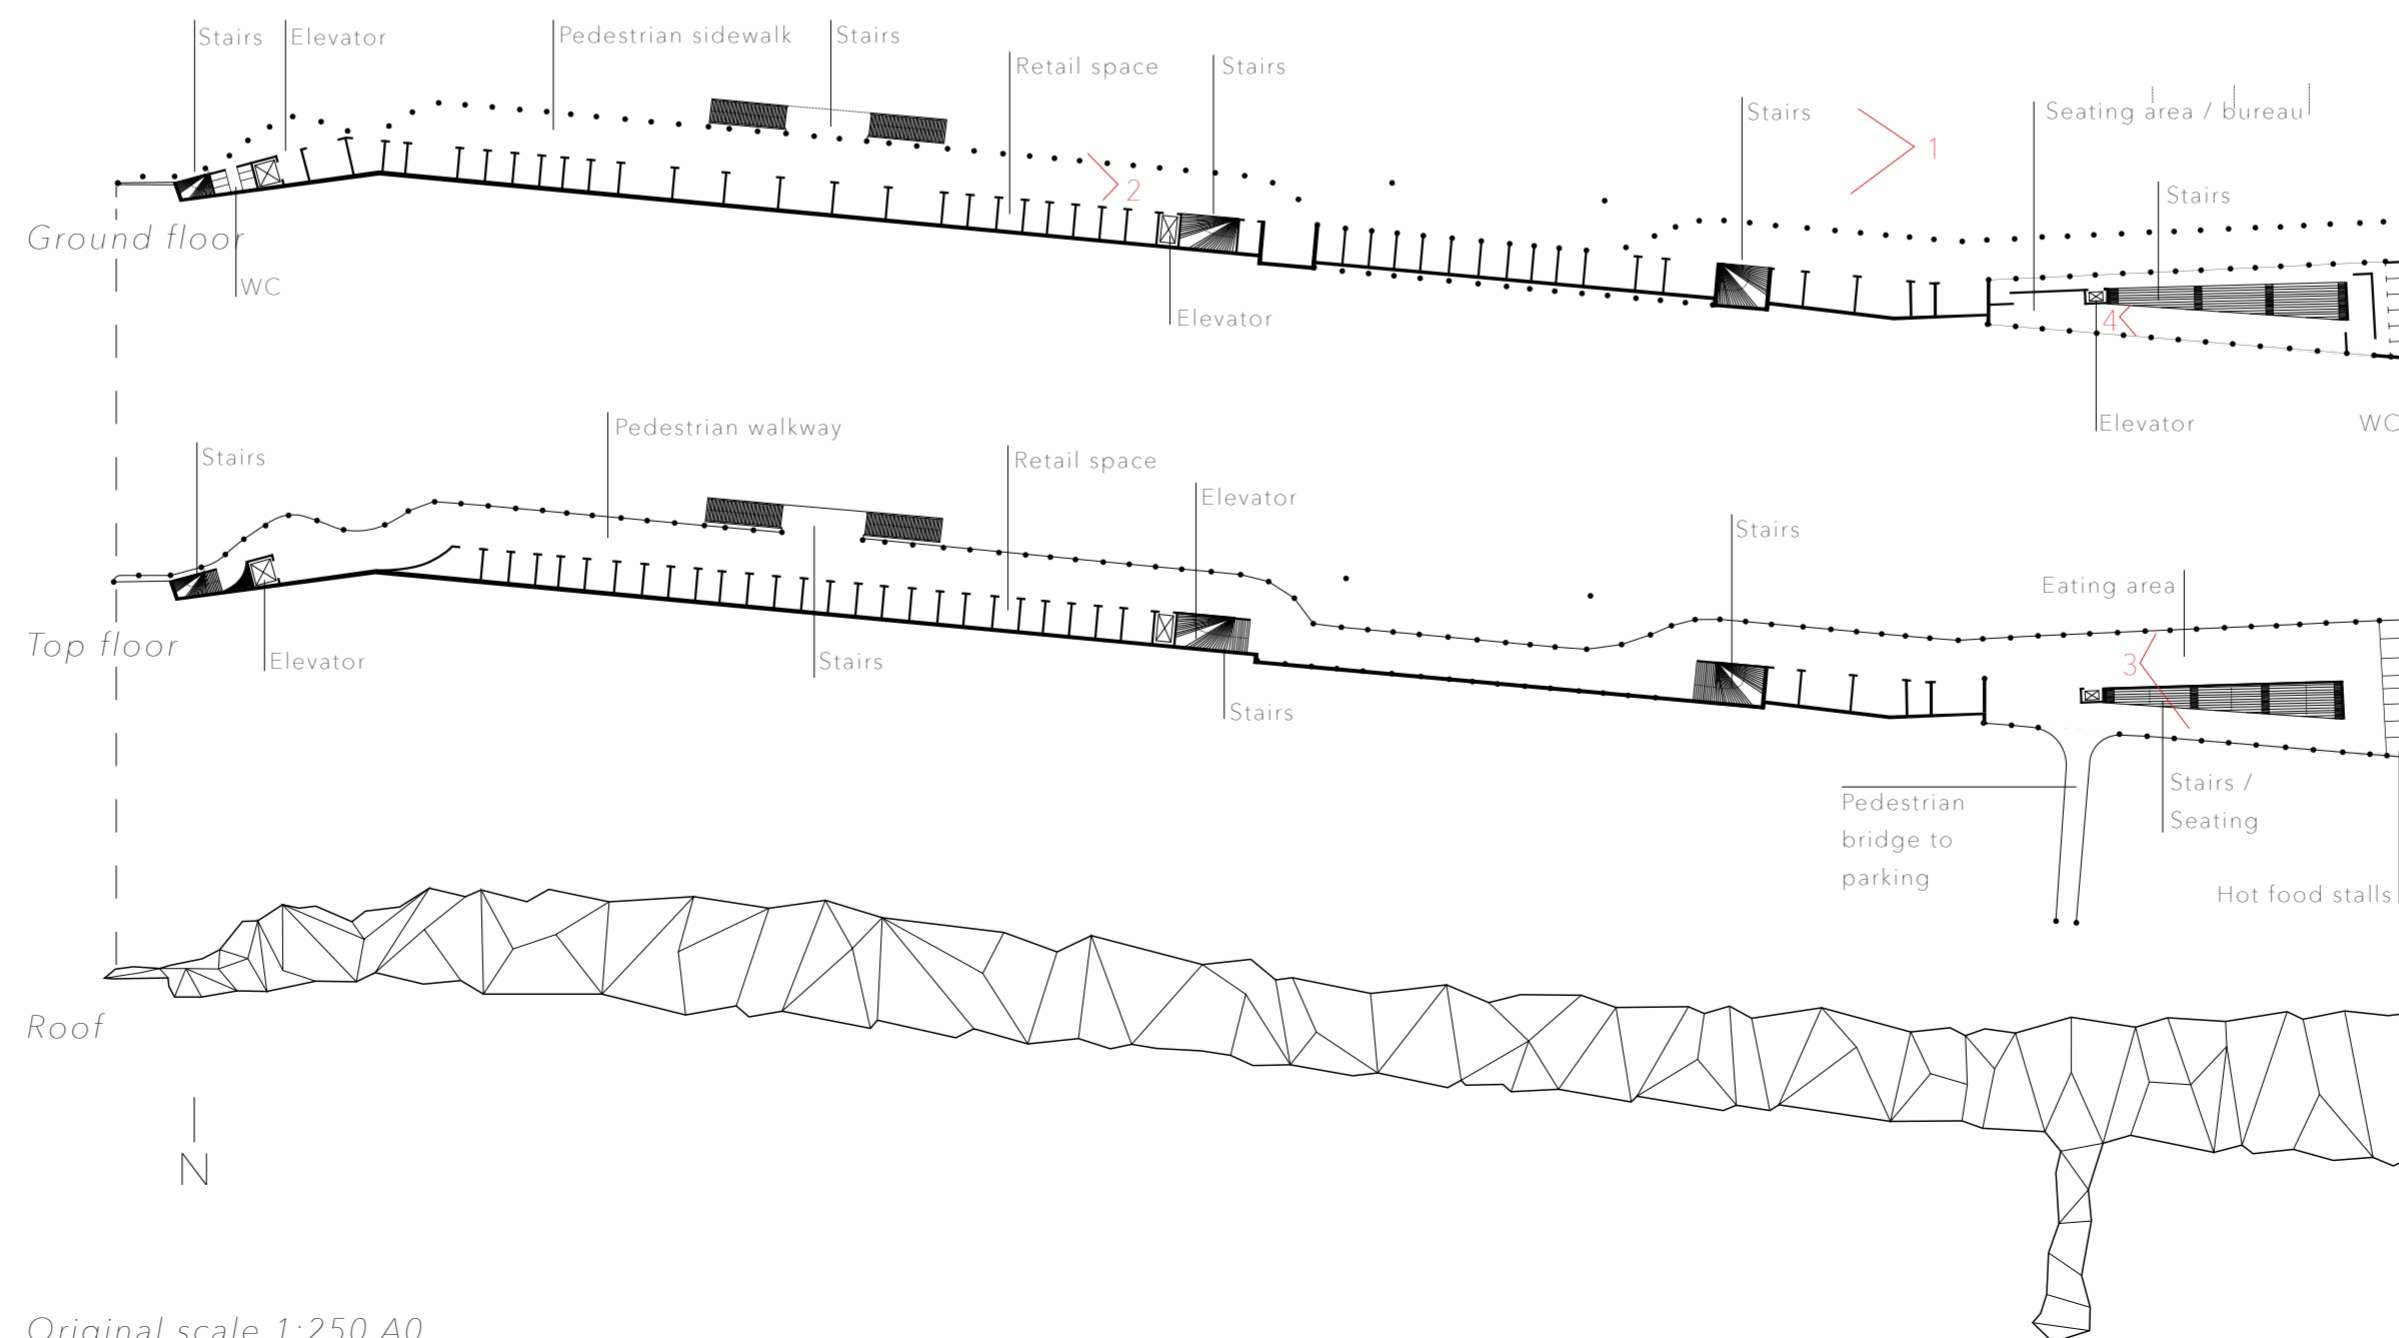 Stairs
Elevator
Pedestrian sidewalk
Stairs
Retail space
Stairs
Stairs
1
Seating area / bureau
Stairs
2
Ground floor
WC
Elevator
4
Elevator
WC
Pedestrian walkway
Stairs
Retail space
Elevator
Stairs
Eating area
Top floor
Elevator
Stairs
3
Stairs
Stairs /
Seating
Pedestrian
bridge to
parking
Hot food stalls
Roof
N
Original scale 1:250 A0